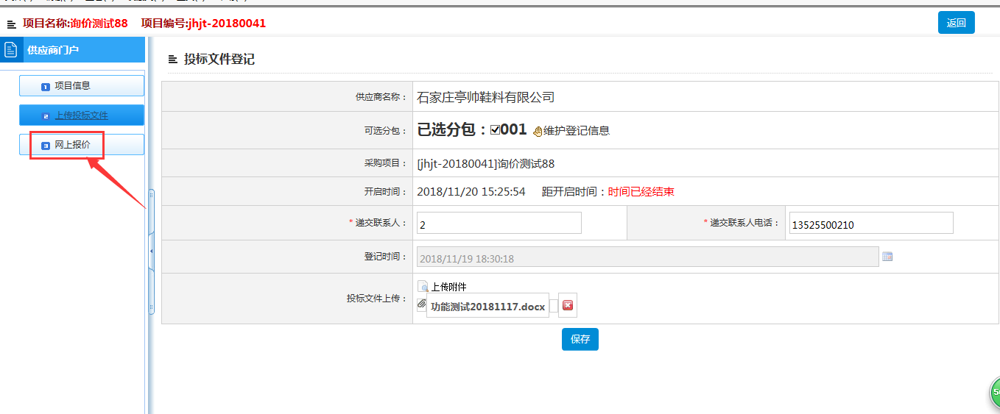 项目名称:询价测试88 项目编号:jhjt-20180041
返回
供应商门户
1 项目信息
2 上传投标文件
3 网上报价
投标文件登记
供应商名称： 石家庄亭帅鞋料有限公司
可选分包： 已选分包：001 维护登记信息
采购项目： [jhjt-20180041]询价测试88
开启时间： 2018/11/20 15:25:54 距开启时间：时间已经结束
* 递交联系人： 2 * 递交联系人电话： 13525500210
登记时间： 2018/11/19 18:30:18
投标文件上传： 上传附件
功能测试20181117.docx
保存